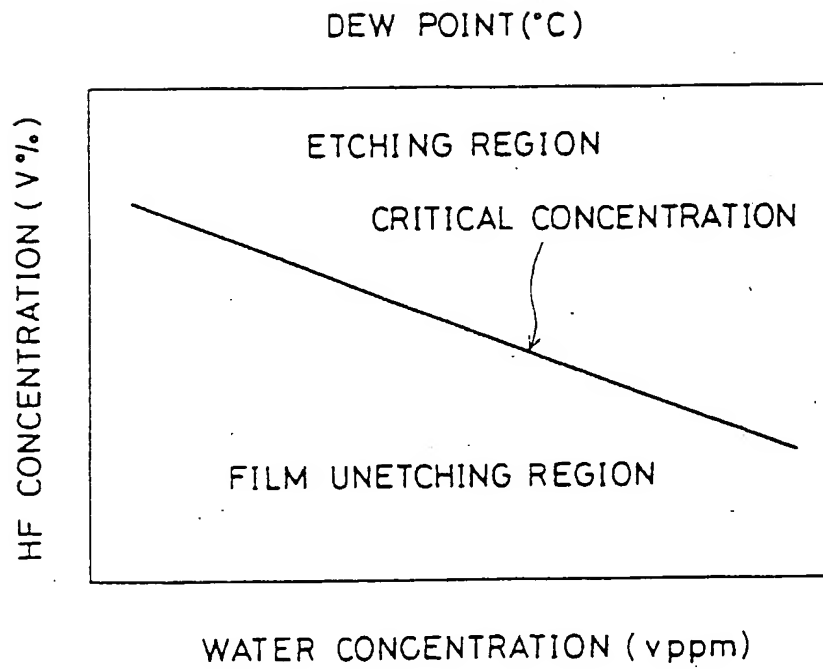 DEW POINT (°C)
ETCHING REGION
CRITICAL CONCENTRATION
HF CONCENTRATION (V%)
FILM UNETCHING REGION
WATER CONCENTRATION (vppm)